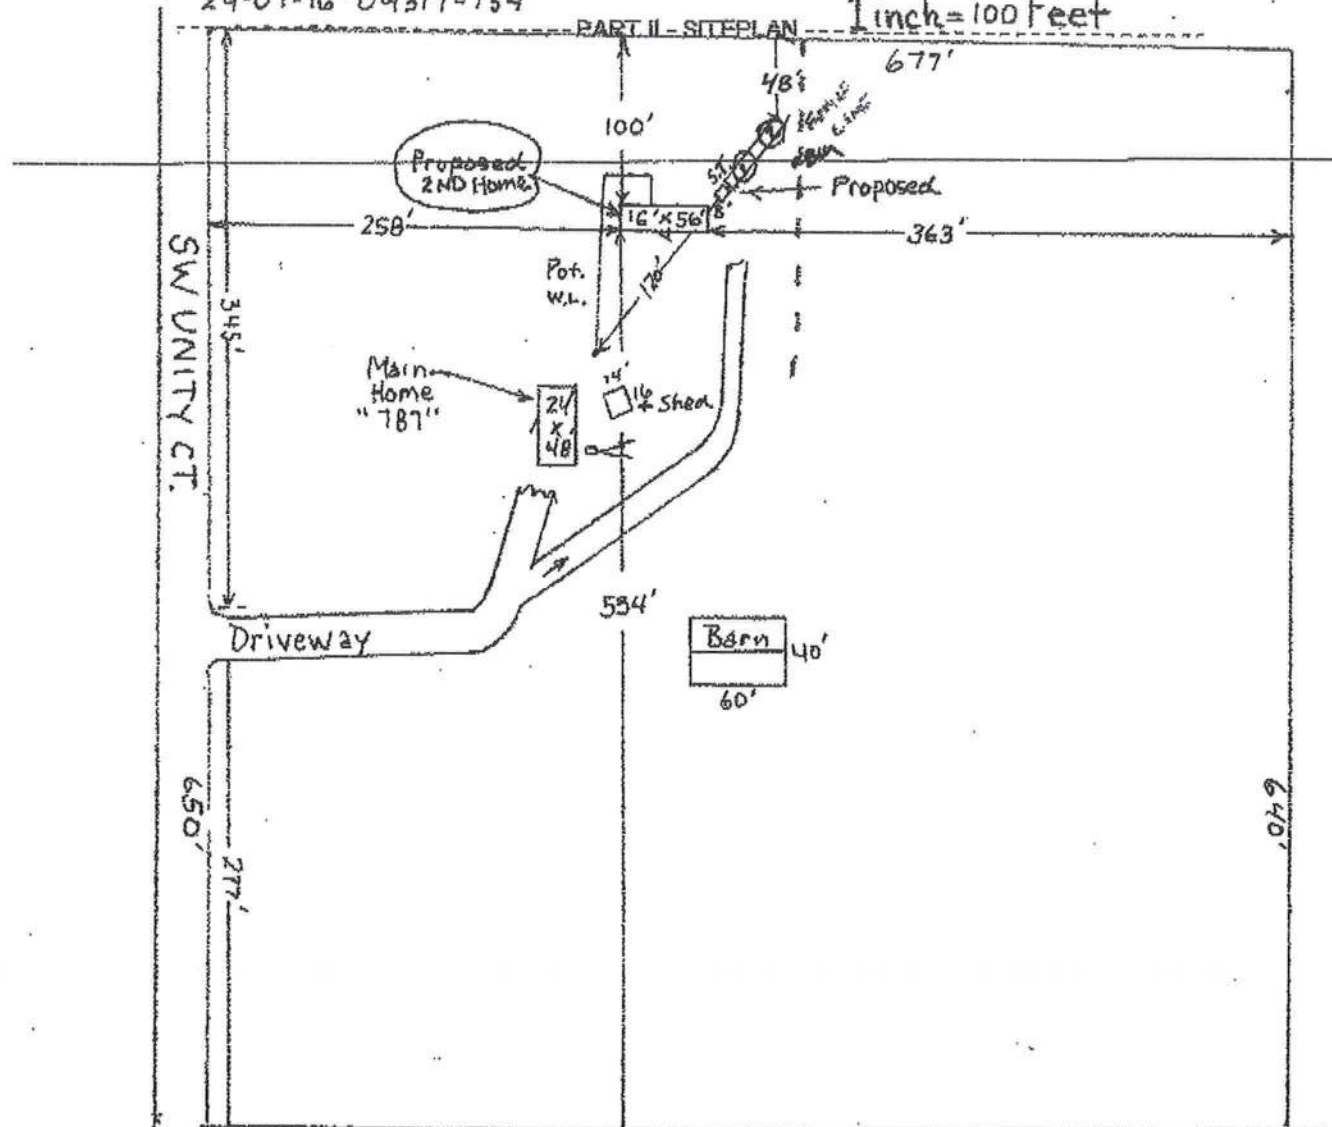 PART II - SITEPLAN
1 inch = 100 Feet
677'
48'
100'
Proposed
2ND Home
S.T.
Proposed
16' x 56'
8'
258'
363'
SW UNITY CT.
345'
Pot.
W.L.
120'
Main
Home
"787"
24
x
48
14'
16
Shed
534'
Driveway
Barn
40'
60'
650'
277'
640'